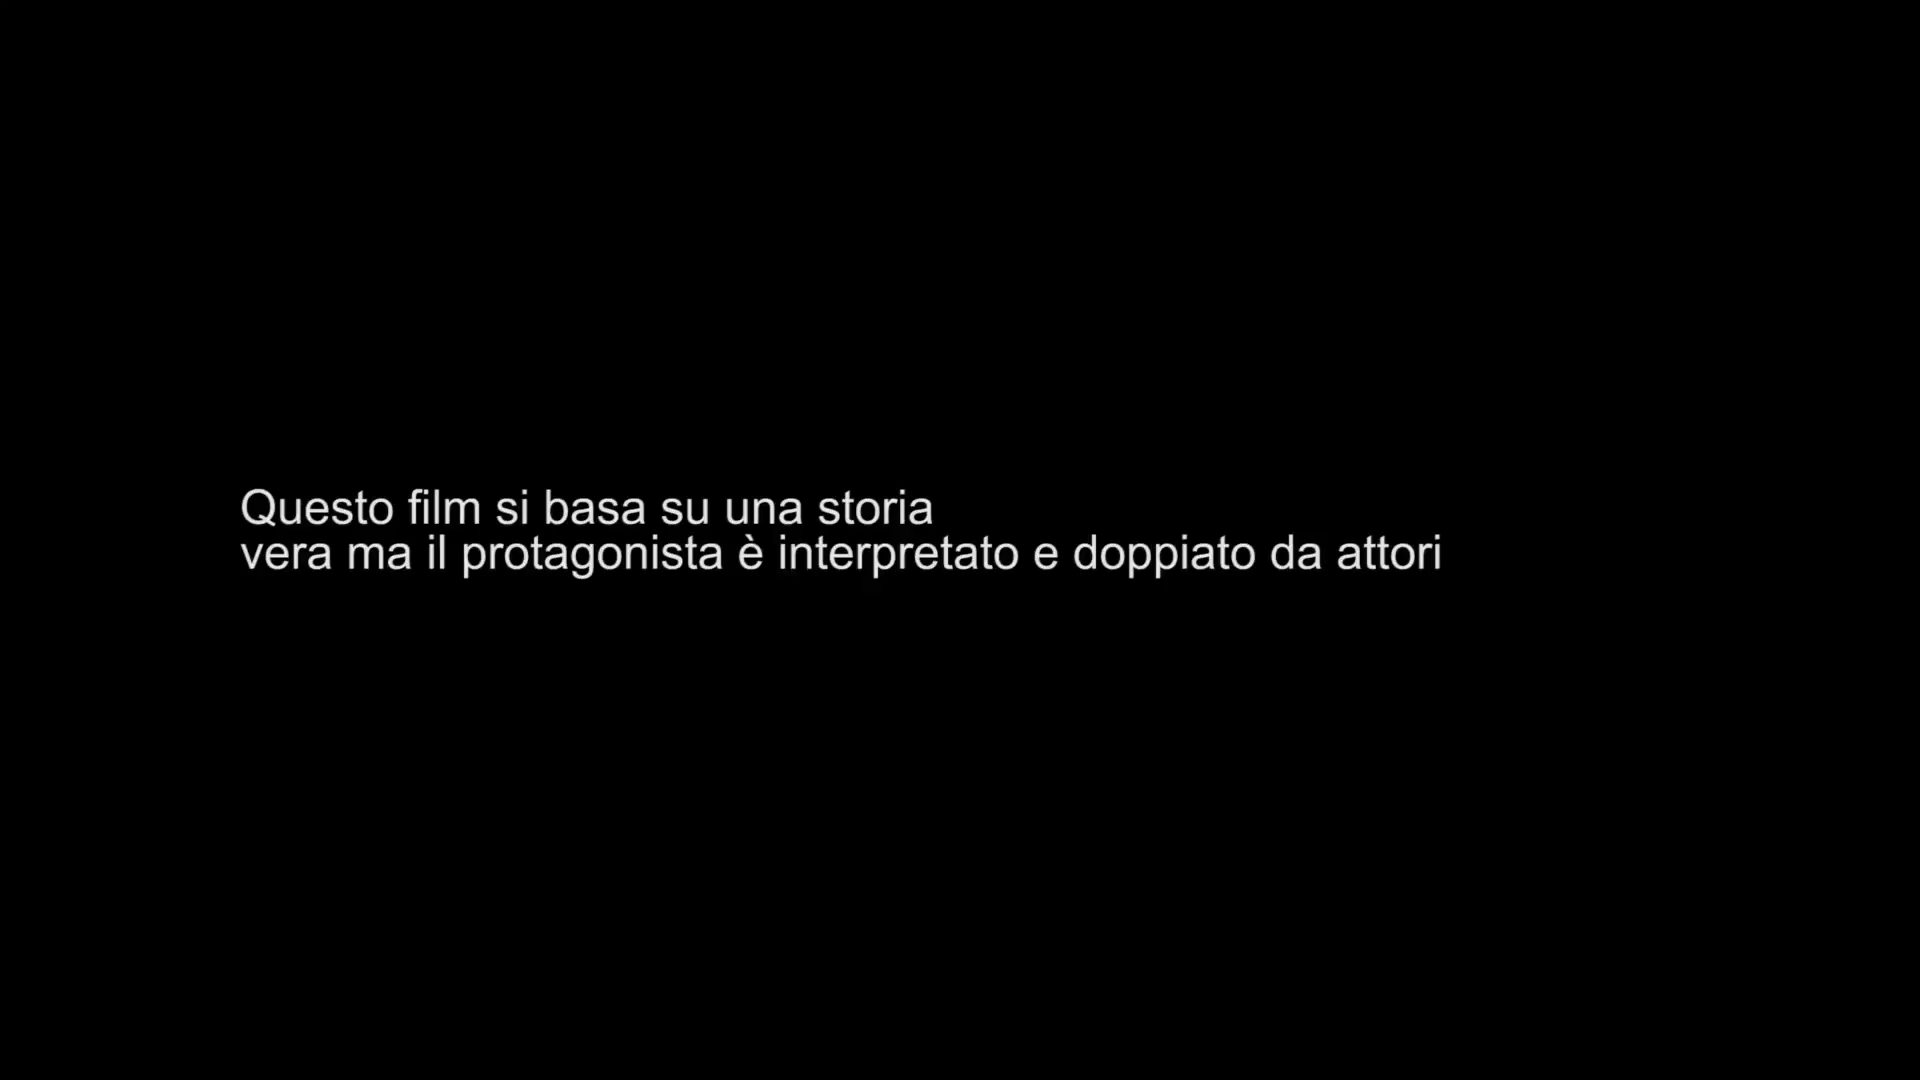 Questo film si basa su una storia
vera ma il protagonista è interpretato e doppiato da attori